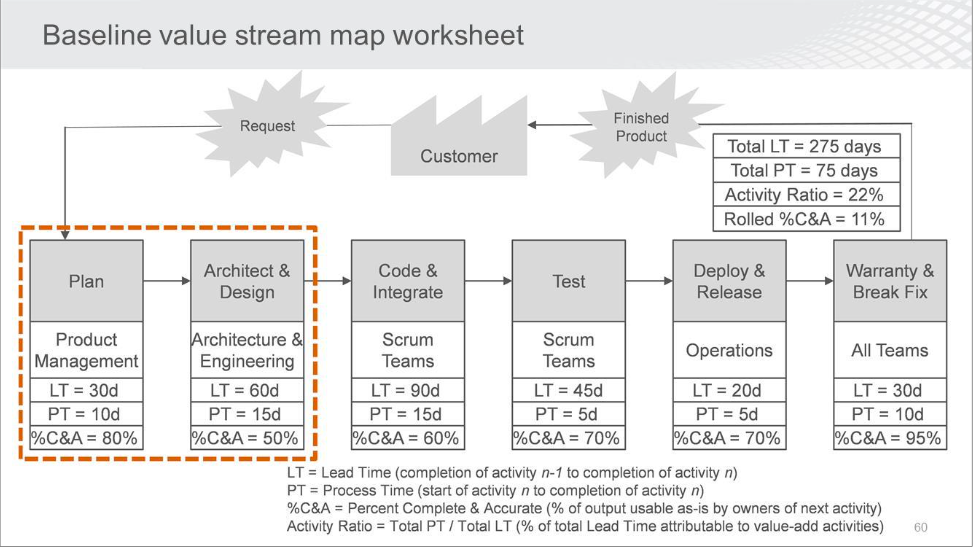 Baseline value stream map worksheet
Request
Customer
Finished
Product
Total LT = 275 days
Total PT = 75 days
Activity Ratio = 22%
Rolled %C&A = 11%
Plan
Product
Management
LT = 30d
PT = 10d
%C&A = 80%
Architect &
Design
Architecture &
Engineering
LT = 60d
PT = 15d
%C&A = 50%
Code &
Integrate
Scrum
Teams
LT = 90d
PT = 15d
%C&A = 60%
Test
Scrum
Teams
LT = 45d
PT = 5d
%C&A = 70%
Deploy &
Release
Operations
LT = 20d
PT = 5d
%C&A = 70%
Warranty &
Break Fix
All Teams
LT = 30d
PT = 10d
%C&A = 95%
LT = Lead Time (completion of activity n-1 to completion of activity n)
PT = Process Time (start of activity n to completion of activity n)
%C&A = Percent Complete & Accurate (% of output usable as-is by owners of next activity)
Activity Ratio = Total PT / Total LT (% of total Lead Time attributable to value-add activities)
60